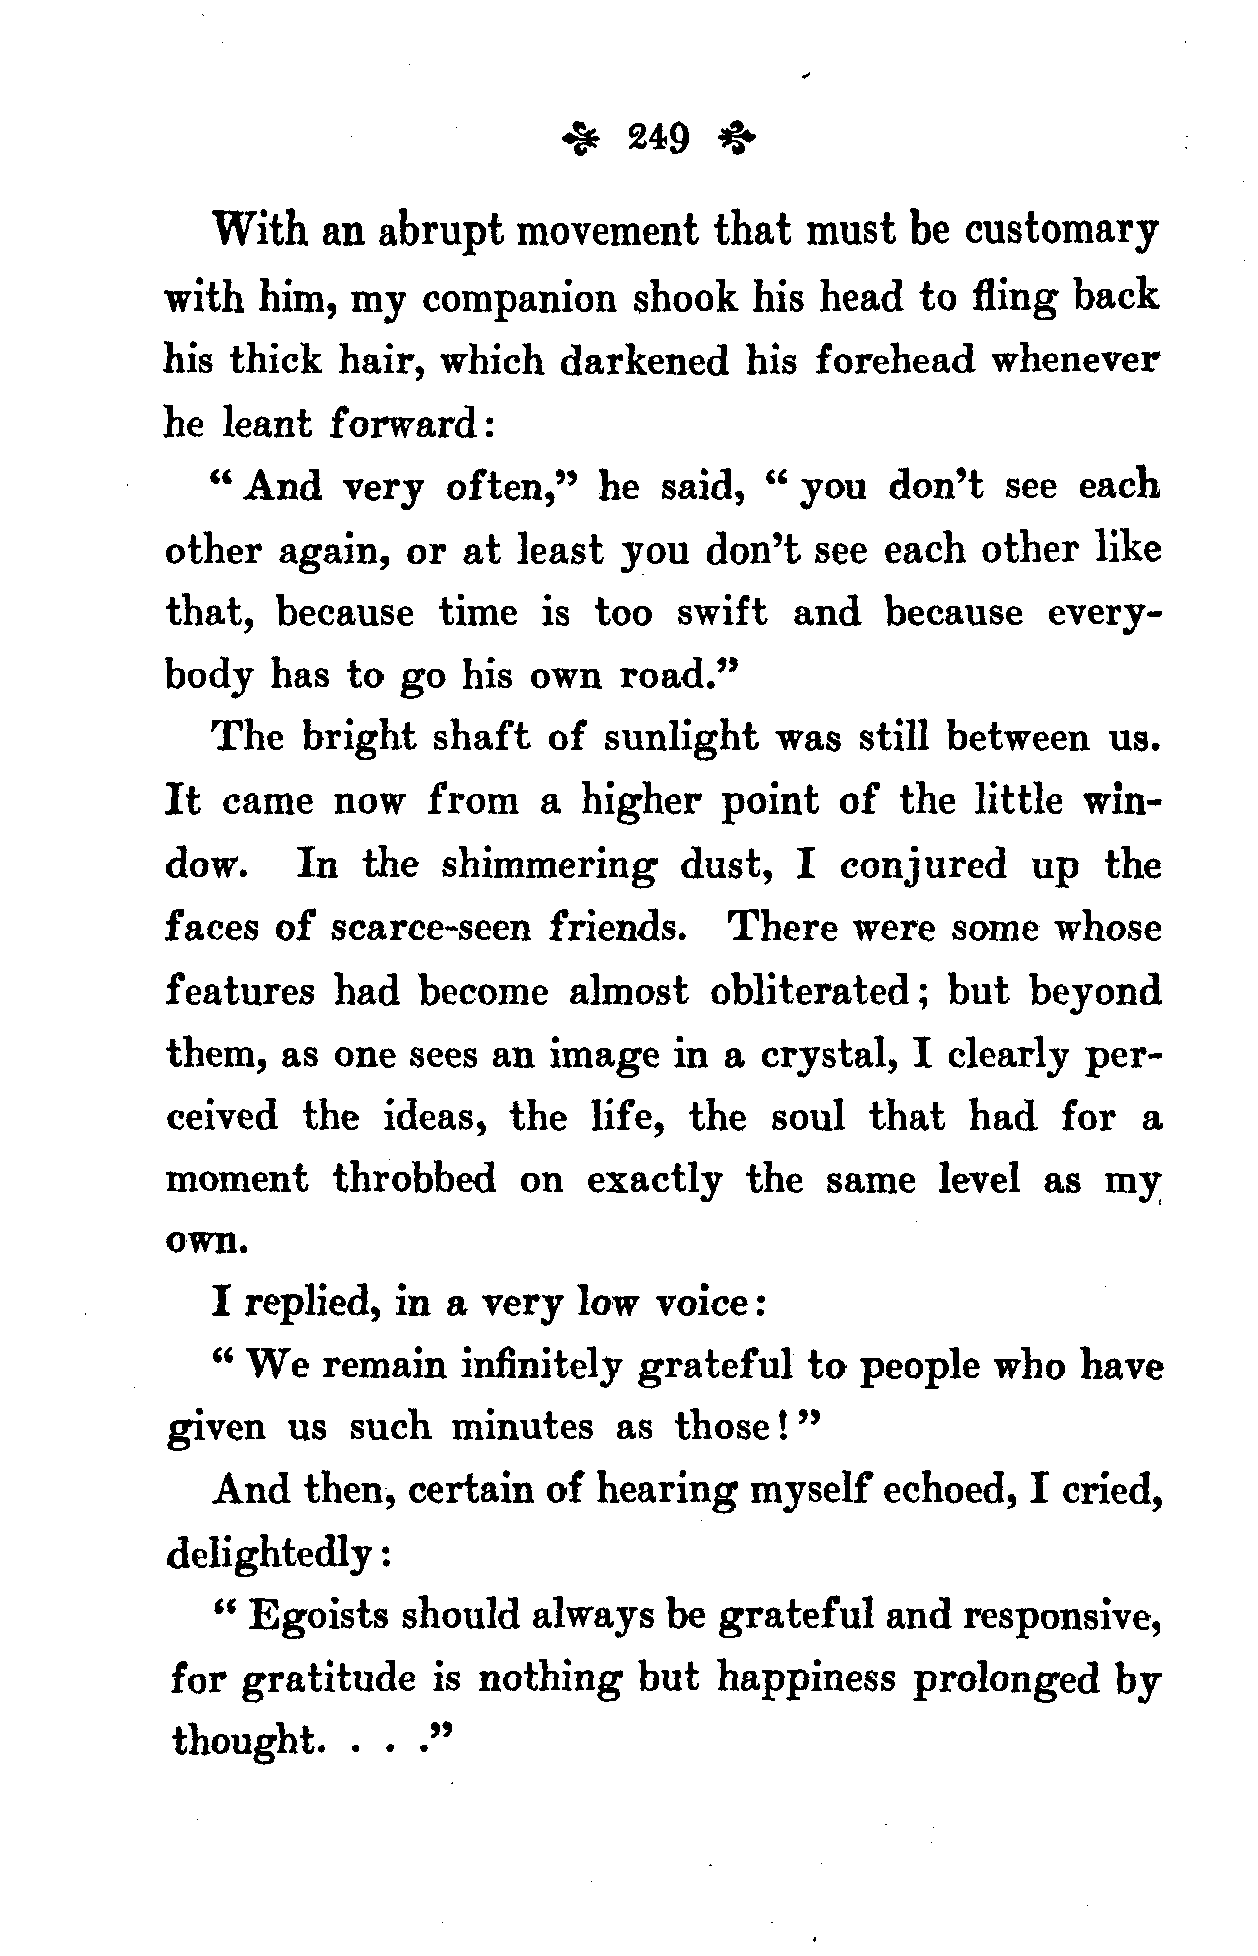 249
With an abrupt movement that must be customary
with him, my companion shook his head to fling back
his thick hair, which darkened his forehead whenever
he leant forward:
“And very often,” he said, “you don’t see each
other again, or at least you don’t see each other like
that, because time is too swift and because every-
body has to go his own road.”
The bright shaft of sunlight was still between us.
It came now from a higher point of the little win-
dow. In the shimmering dust, I conjured up the
faces of scarce-seen friends. There were some whose
features had become almost obliterated; but beyond
them, as one sees an image in a crystal, I clearly per-
ceived the ideas, the life, the soul that had for a
moment throbbed on exactly the same level as my
own.
I replied, in a very low voice:
“We remain infinitely grateful to people who have
given us such minutes as those!”
And then, certain of hearing myself echoed, I cried,
delightedly:
“Egoists should always be grateful and responsive,
for gratitude is nothing but happiness prolonged by
thought. . . .”